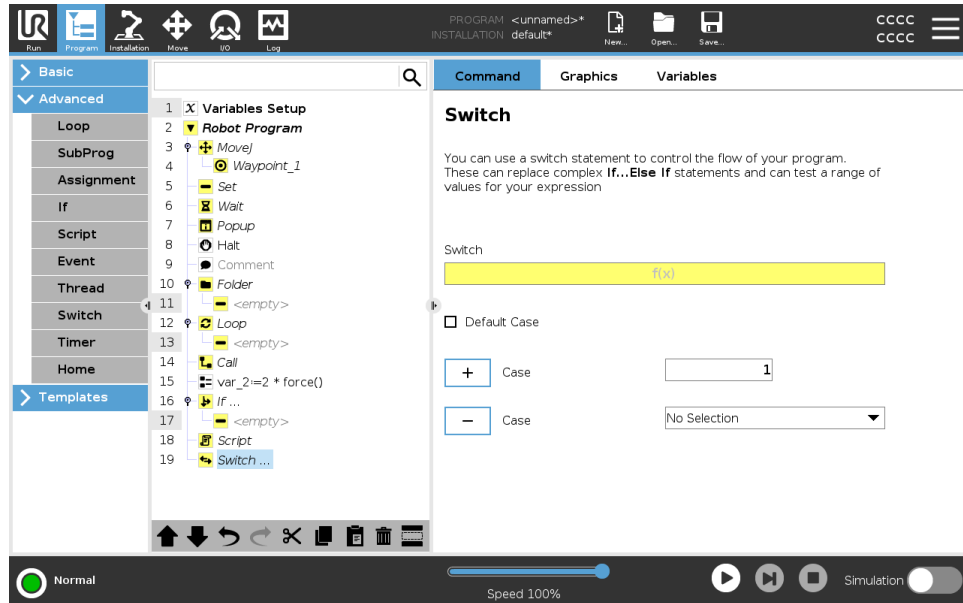 UR
Run
Program
Installation
Move
I/O
Log
PROGRAM <unnamed>*
INSTALLATION default*
New...
Open...
Save...
CCCC
CCCC
Basic
Advanced
Loop
SubProg
Assignment
If
Script
Event
Thread
Switch
Timer
Home
Templates
1 X Variables Setup
2 Robot Program
3 MoveJ
4 Waypoint_1
5 Set
6 Wait
7 Popup
8 Halt
9 Comment
10 Folder
11 <empty>
12 Loop
13 <empty>
14 Call
15 var_2:=2 * force()
16 If ...
17 <empty>
18 Script
19 Switch ...
Command Graphics Variables
Switch
You can use a switch statement to control the flow of your program.
These can replace complex If...Else If statements and can test a range of
values for your expression
Switch
f(x)
Default Case
+ Case 1
− Case No Selection
Normal
Speed 100%
Simulation